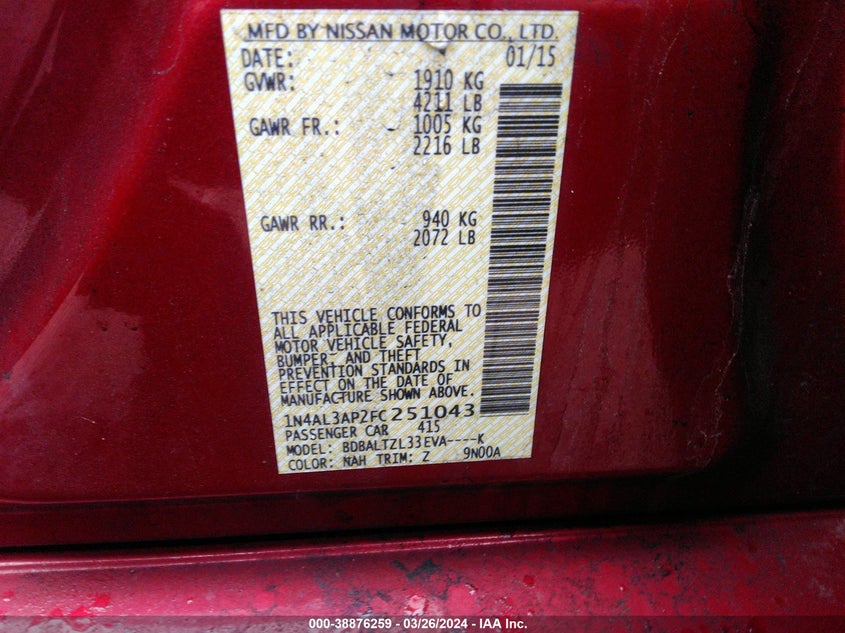 MFD BY NISSAN MOTOR CO., LTD.
DATE: 01/15
GVWR: 1910 KG
4211 LB
GAWR FR.: 1005 KG
2216 LB
GAWR RR.: 940 KG
2072 LB
THIS VEHICLE CONFORMS TO
ALL APPLICABLE FEDERAL
MOTOR VEHICLE SAFETY,
BUMPER, AND THEFT
PREVENTION STANDARDS IN
EFFECT ON THE DATE OF
MANUFACTURE SHOWN ABOVE.
1N4AL3AP2FC251043
PASSENGER CAR 415
MODEL: BDBALTZL33EVA----K
COLOR: NAH TRIM: Z 9N00A
000-38876259 - 03/26/2024 - IAA Inc.